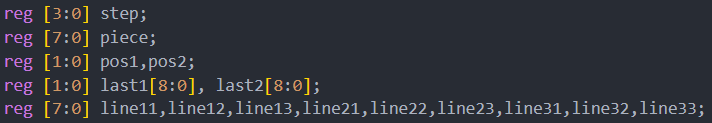 reg [3:0] step;
reg [7:0] piece;
reg [1:0] pos1,pos2;
reg [1:0] last1[8:0], last2[8:0];
reg [7:0] line11,line12,line13,line21,line22,line23,line31,line32,line33;